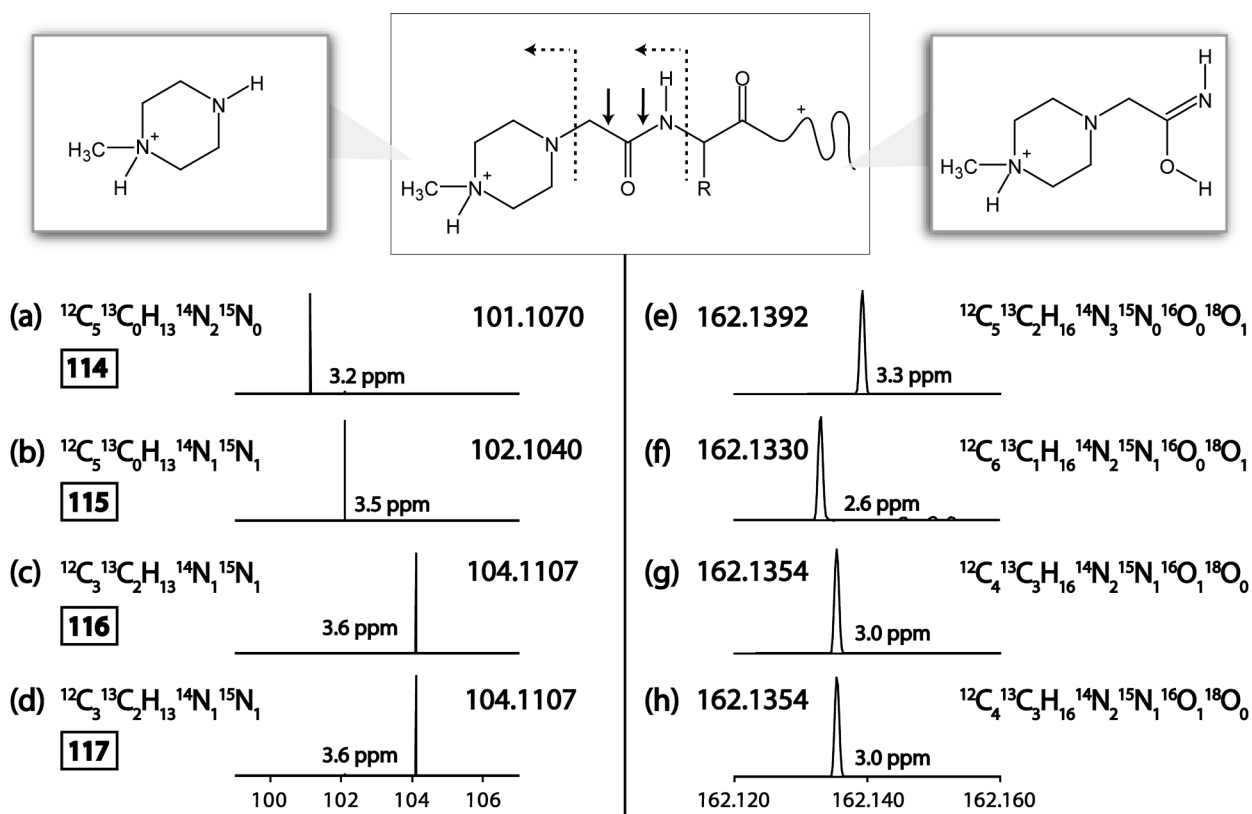 H
N
N
+
H₃C
H
H
N
N
+
H₃C
H
O
R
O
+
H
N
N
N
+
H₃C
H
O
H
(a) ¹²C₅¹³C₀H₁₃¹⁴N₂¹⁵N₀ 101.1070
114
3.2 ppm
(b) ¹²C₅¹³C₀H₁₃¹⁴N₁¹⁵N₁ 102.1040
115
3.5 ppm
(c) ¹²C₃¹³C₂H₁₃¹⁴N₁¹⁵N₁ 104.1107
116
3.6 ppm
(d) ¹²C₃¹³C₂H₁₃¹⁴N₁¹⁵N₁ 104.1107
117
3.6 ppm
100 102 104 106
(e) 162.1392 ¹²C₅¹³C₂H₁₆¹⁴N₃¹⁵N₀¹⁶O₀¹⁸O₁
3.3 ppm
(f) 162.1330 ¹²C₆¹³C₁H₁₆¹⁴N₂¹⁵N₁¹⁶O₀¹⁸O₁
2.6 ppm
(g) 162.1354 ¹²C₄¹³C₃H₁₆¹⁴N₂¹⁵N₁¹⁶O₁¹⁸O₀
3.0 ppm
(h) 162.1354 ¹²C₄¹³C₃H₁₆¹⁴N₂¹⁵N₁¹⁶O₁¹⁸O₀
3.0 ppm
162.120 162.140 162.160